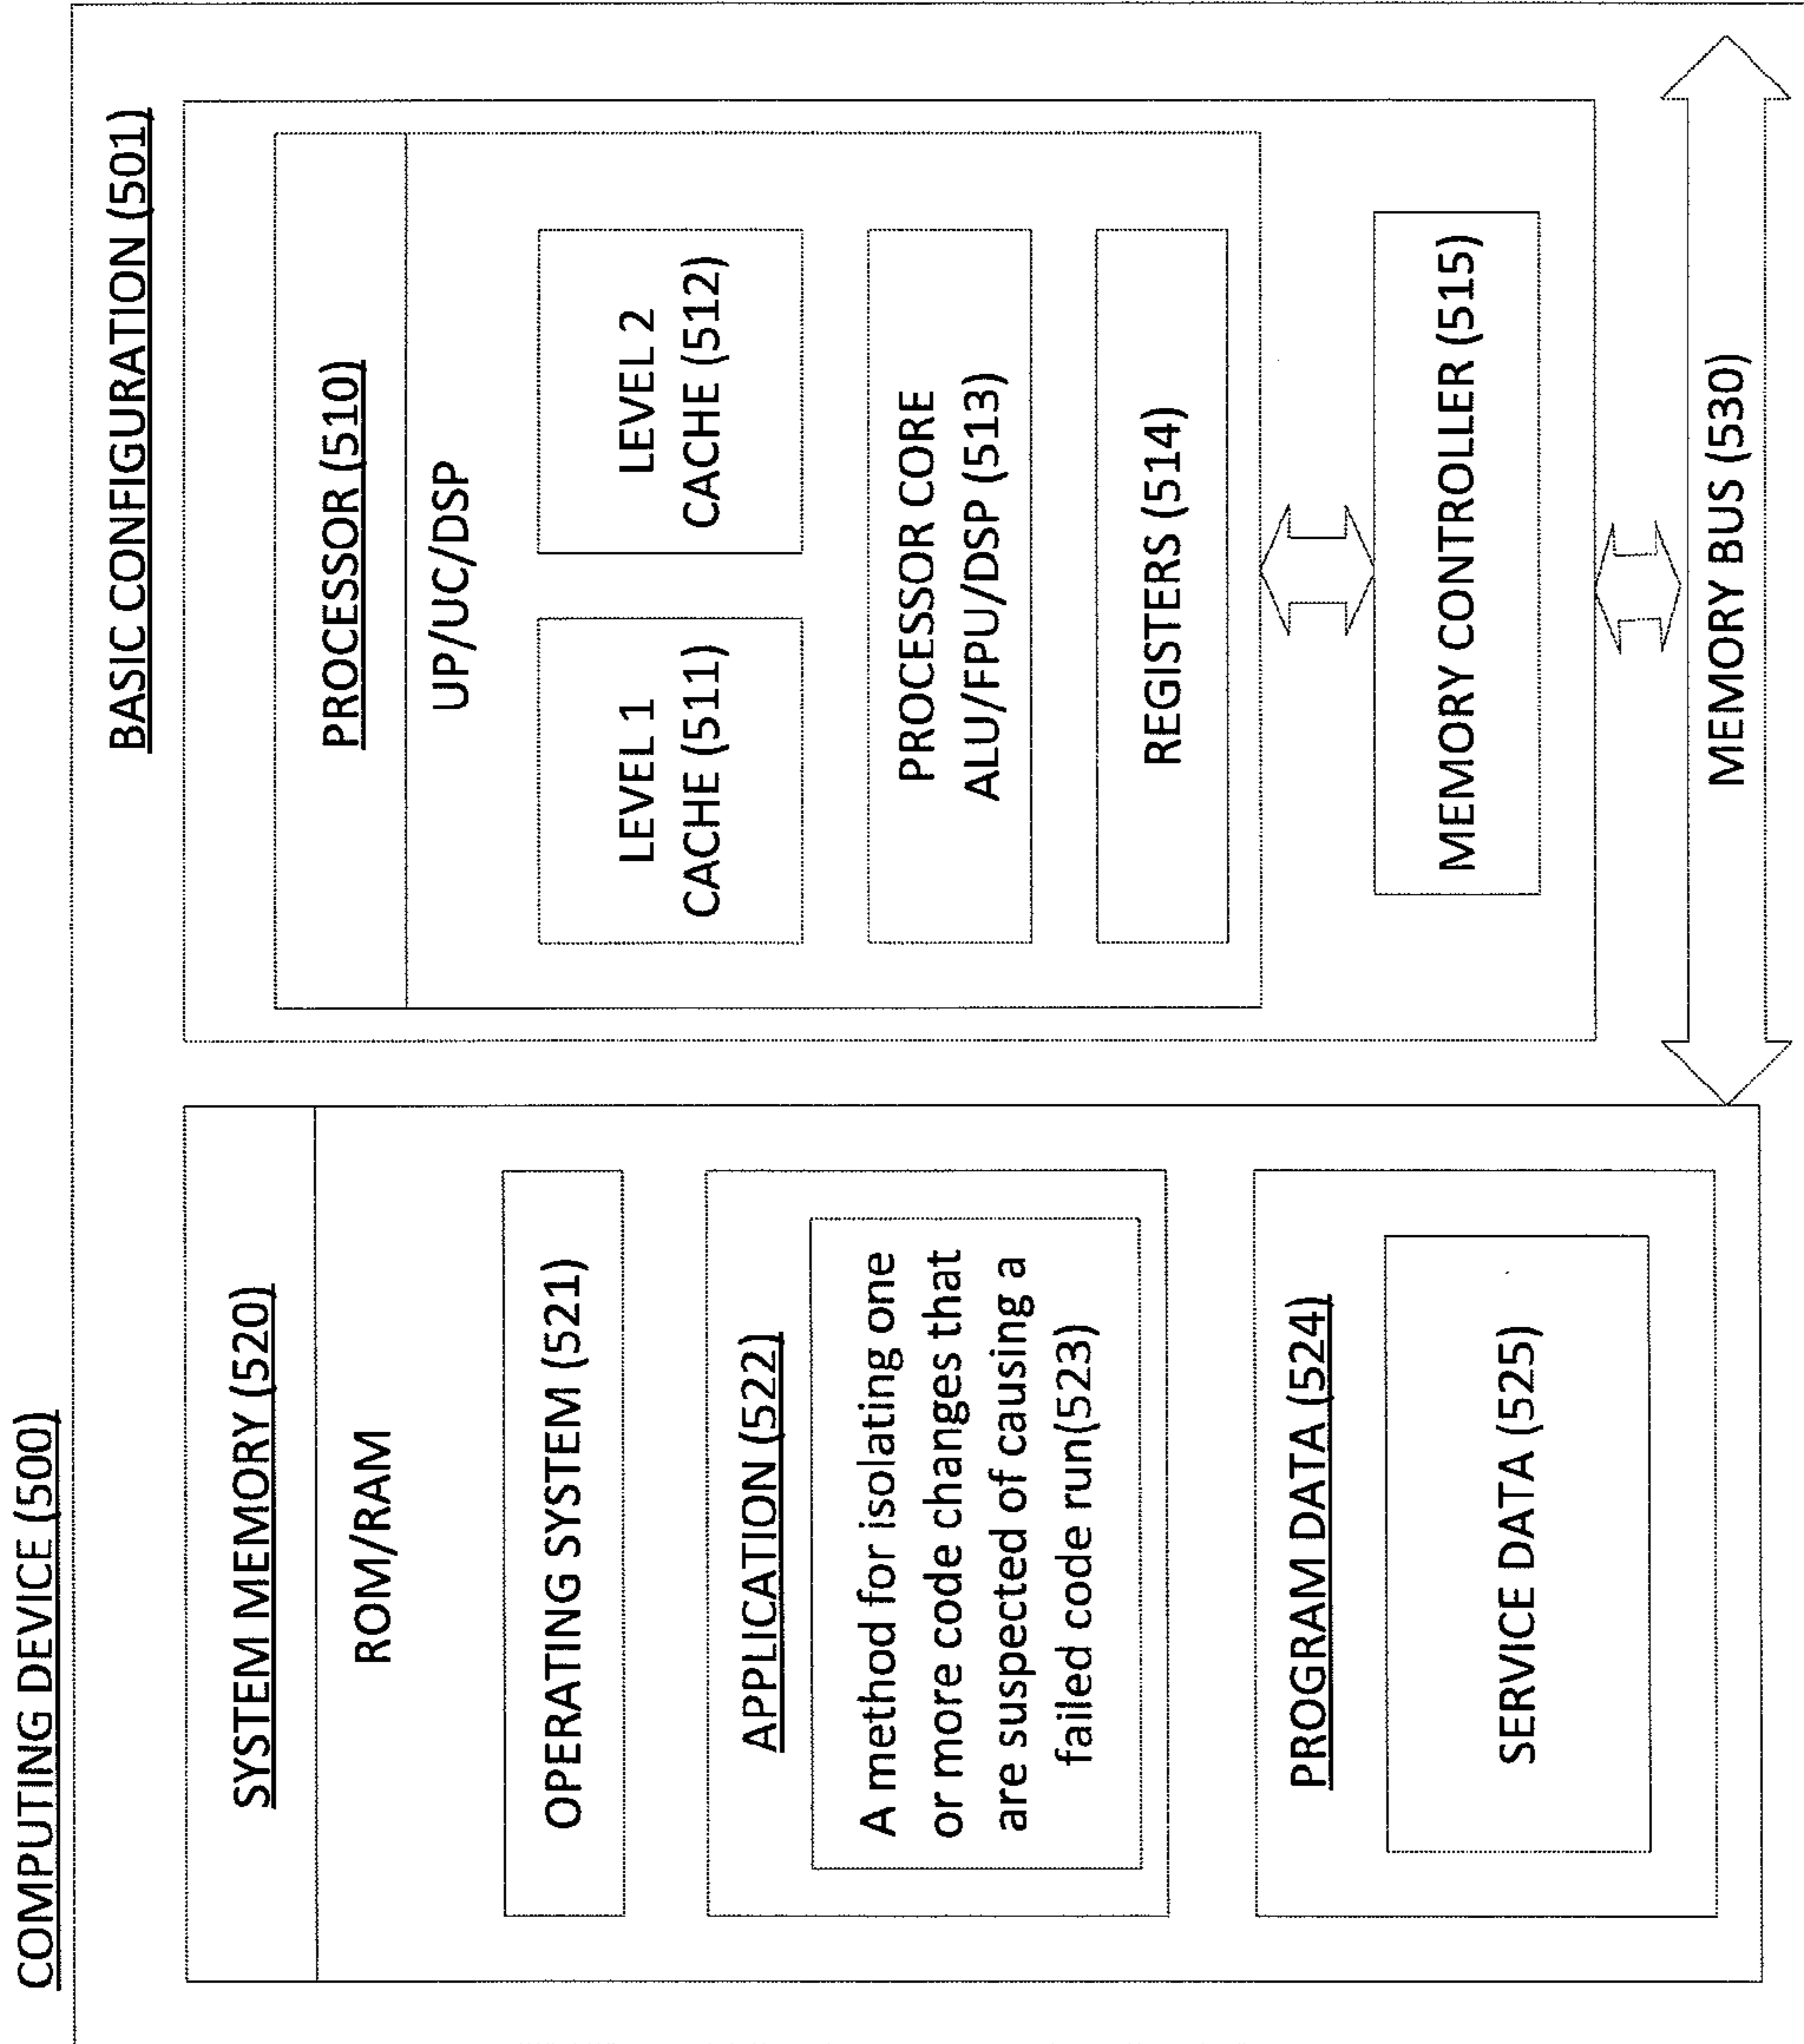 COMPUTING DEVICE (500)
SYSTEM MEMORY (520)
ROM/RAM
OPERATING SYSTEM (521)
APPLICATION (522)
A method for isolating one
or more code changes that
are suspected of causing a
failed code run(523)
PROGRAM DATA (524)
SERVICE DATA (525)
BASIC CONFIGURATION (501)
PROCESSOR (510)
UP/UC/DSP
LEVEL 1
CACHE (511)
LEVEL 2
CACHE (512)
PROCESSOR CORE
ALU/FPU/DSP (513)
REGISTERS (514)
MEMORY CONTROLLER (515)
MEMORY BUS (530)